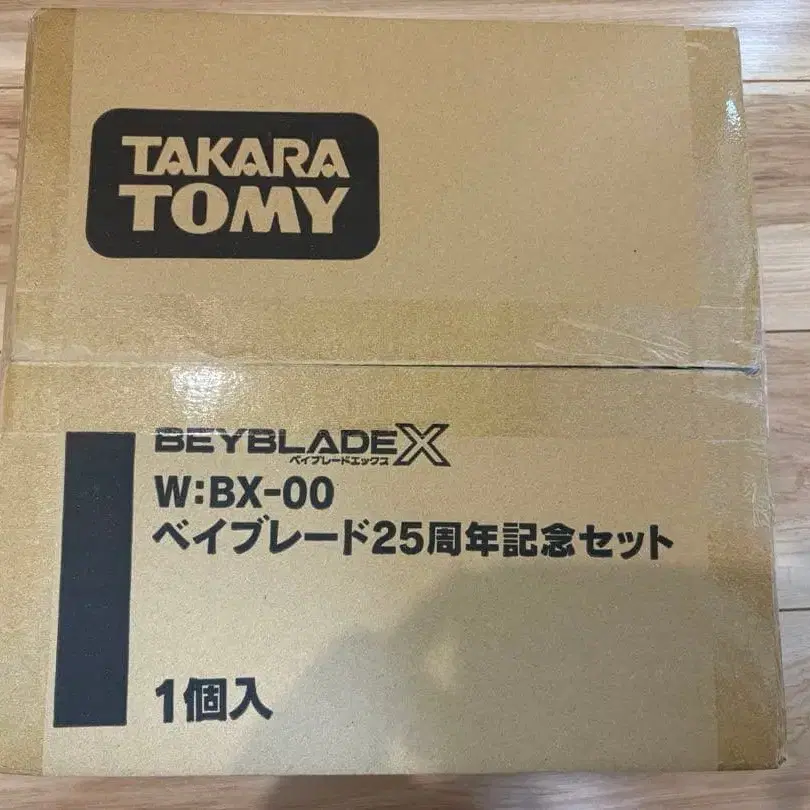 TAKARA
TOMY
BEYBLADE X
ベイブレードエックス
W:BX-00
ベイブレード25周年記念セット
1個入